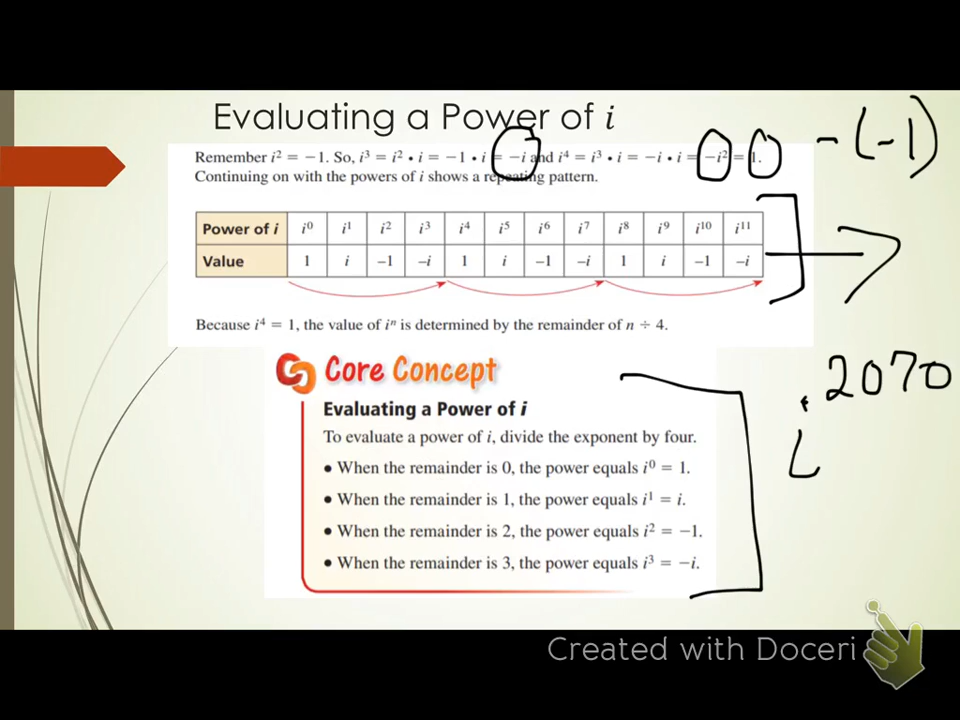 Evaluating a Power of i
Remember i² = −1. So, i³ = i² • i = −1 • i = −i and i⁴ = i³ • i = −i • i = −i² = 1.
−(−1)
Continuing on with the powers of i shows a repeating pattern.
Power of i i⁰ i¹ i² i³ i⁴ i⁵ i⁶ i⁷ i⁸ i⁹ i¹⁰ i¹¹
Value 1 i −1 −i 1 i −1 −i 1 i −1 −i
Because i⁴ = 1, the value of iⁿ is determined by the remainder of n ÷ 4.
i²⁰⁷⁰
Core Concept
Evaluating a Power of i
To evaluate a power of i, divide the exponent by four.
• When the remainder is 0, the power equals i⁰ = 1.
• When the remainder is 1, the power equals i¹ = i.
• When the remainder is 2, the power equals i² = −1.
• When the remainder is 3, the power equals i³ = −i.
Created with Doceri